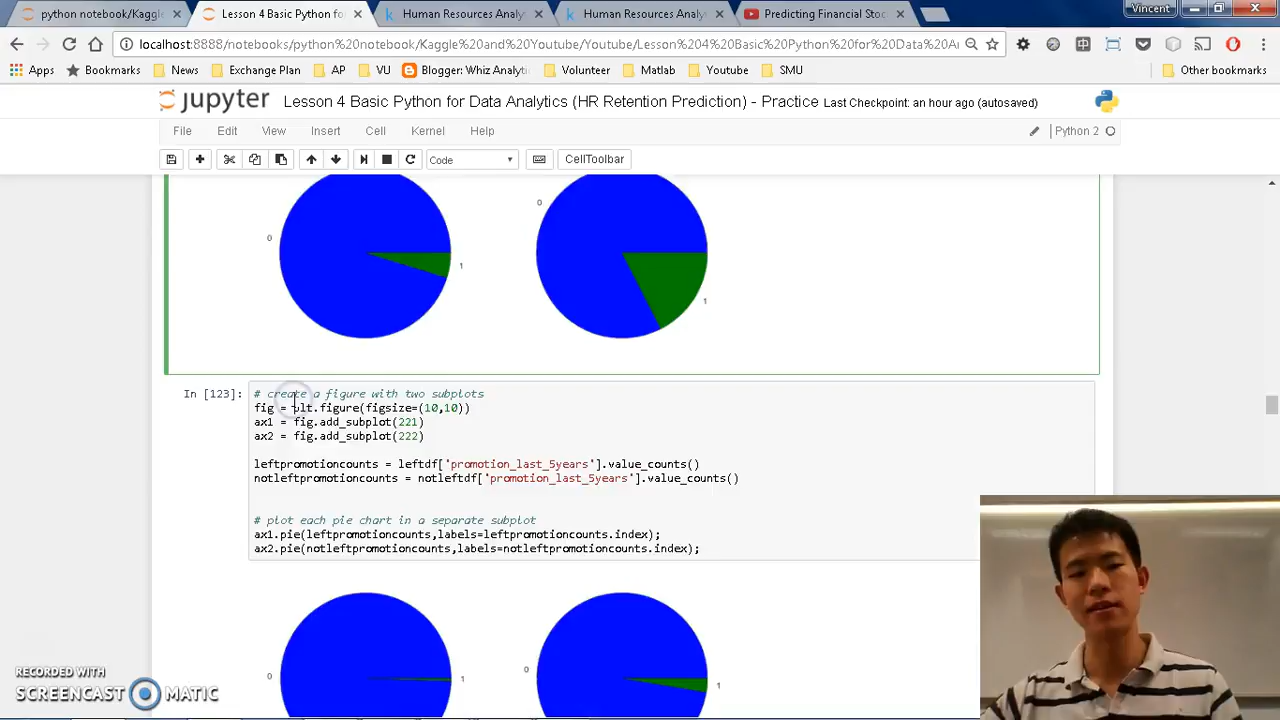 python notebook/Kaggl
Lesson 4 Basic Python for
Human Resources Analys
Human Resources Analys
Predicting Financial St
Vincent
localhost:8888/notebooks/python%20notebook/Kaggle%20and%20Youtube/Youtube/Lesson%204%20Basic%20Python%20for%20Data%20A
Apps
Bookmarks
News
Exchange Plan
AP
VU
Blogger: Whiz Analyti
Volunteer
Matlab
Youtube
SMU
Other bookmarks
jupyter Lesson 4 Basic Python for Data Analytics (HR Retention Prediction) - Practice un checkpoint: an hour ago (autosaved)
File Edit View Insert Cell Kernel Help
Python 2
Code
CellToolbar
0
1
0
1
In [123]:
# create a figure with two subplots
fig = plt.figure(figsize=(10,10))
ax1 = fig.add_subplot(221)
ax2 = fig.add_subplot(222)
leftpromotioncounts = leftdf['promotion_last_5years'].value_counts()
notleftpromotioncounts = notleftdf['promotion_last_5years'].value_counts()
# plot each pie chart in a separate subplot
ax1.pie(leftpromotioncounts,labels=leftpromotioncounts.index);
ax2.pie(notleftpromotioncounts,labels=notleftpromotioncounts.index);
0
1
0
1
RECORDED WITH
SCREENCAST MATIC